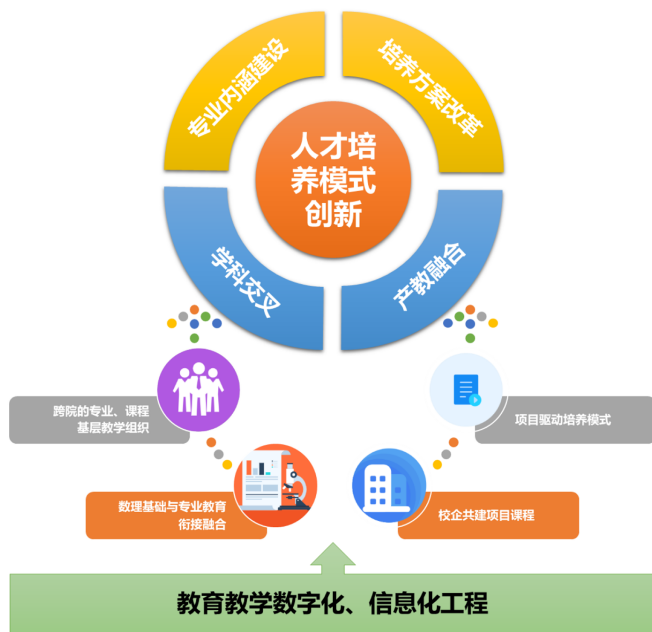 专业内涵建设
培养方案改革
人才培
养模式
创新
学科交叉
产教融合
跨院的专业、课程
基层教学组织
项目驱动培养模式
数理基础与专业教育
衔接融合
校企共建项目课程
教育教学数字化、信息化工程